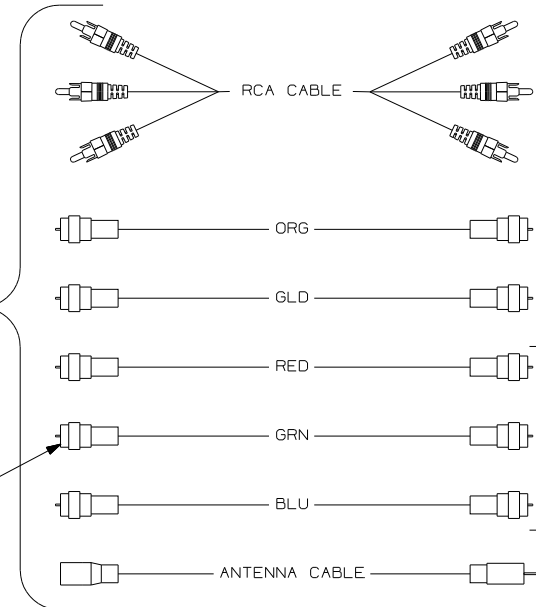 RCA CABLE
ORG
GLD
RED
GRN
BLU
ANTENNA CABLE